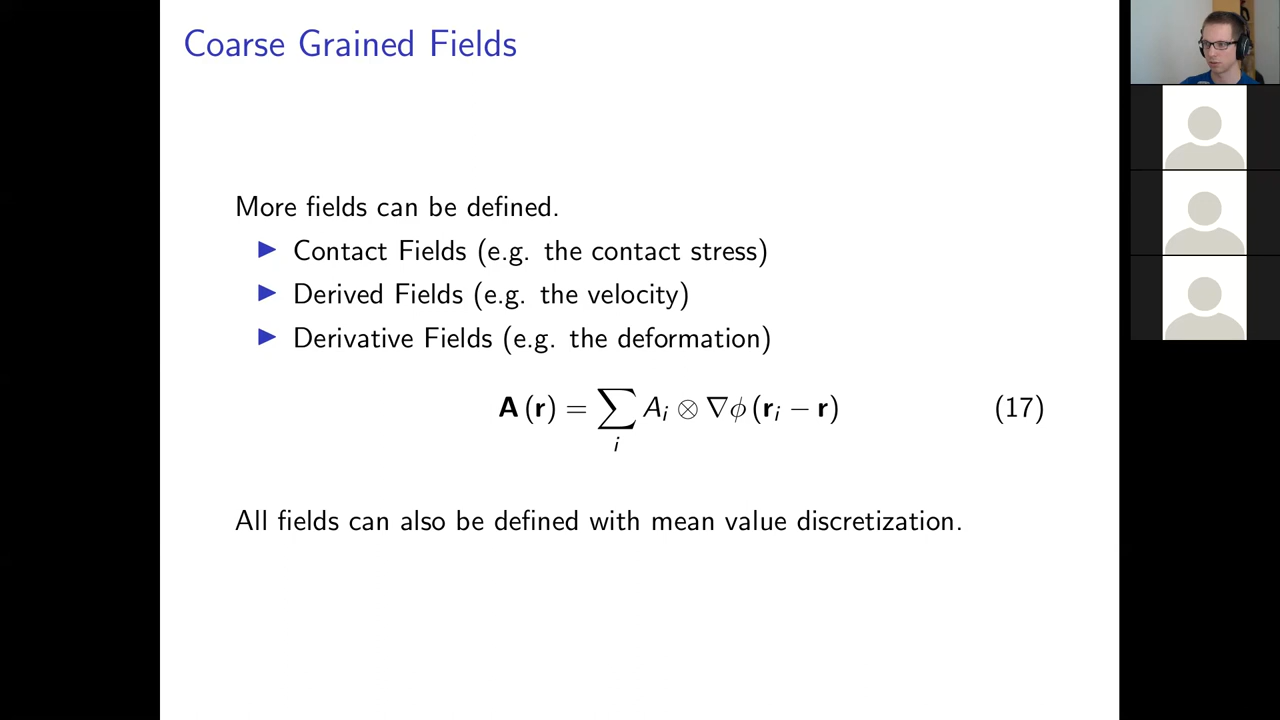 Coarse Grained Fields
More fields can be defined.
▶ Contact Fields (e.g. the contact stress)
▶ Derived Fields (e.g. the velocity)
▶ Derivative Fields (e.g. the deformation)
A (r) = ∑_i A_i ⊗ ∇ϕ (r_i − r) (17)
All fields can also be defined with mean value discretization.